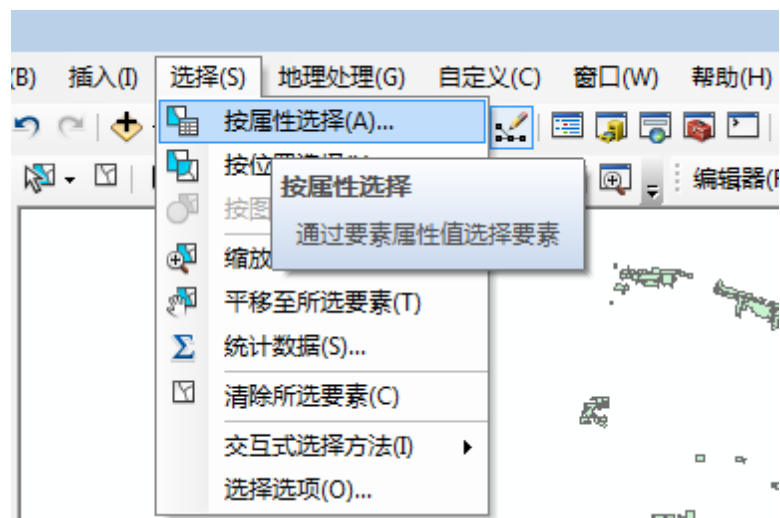 (B) 插入(I) 选择(S) 地理处理(G) 自定义(C) 窗口(W) 帮助(H)
按属性选择(A)...
按位
按属性选择
按图
通过要素属性值选择要素
缩放
平移至所选要素(T)
统计数据(S)...
清除所选要素(C)
交互式选择方法(I)
选择选项(O)...
编辑器(